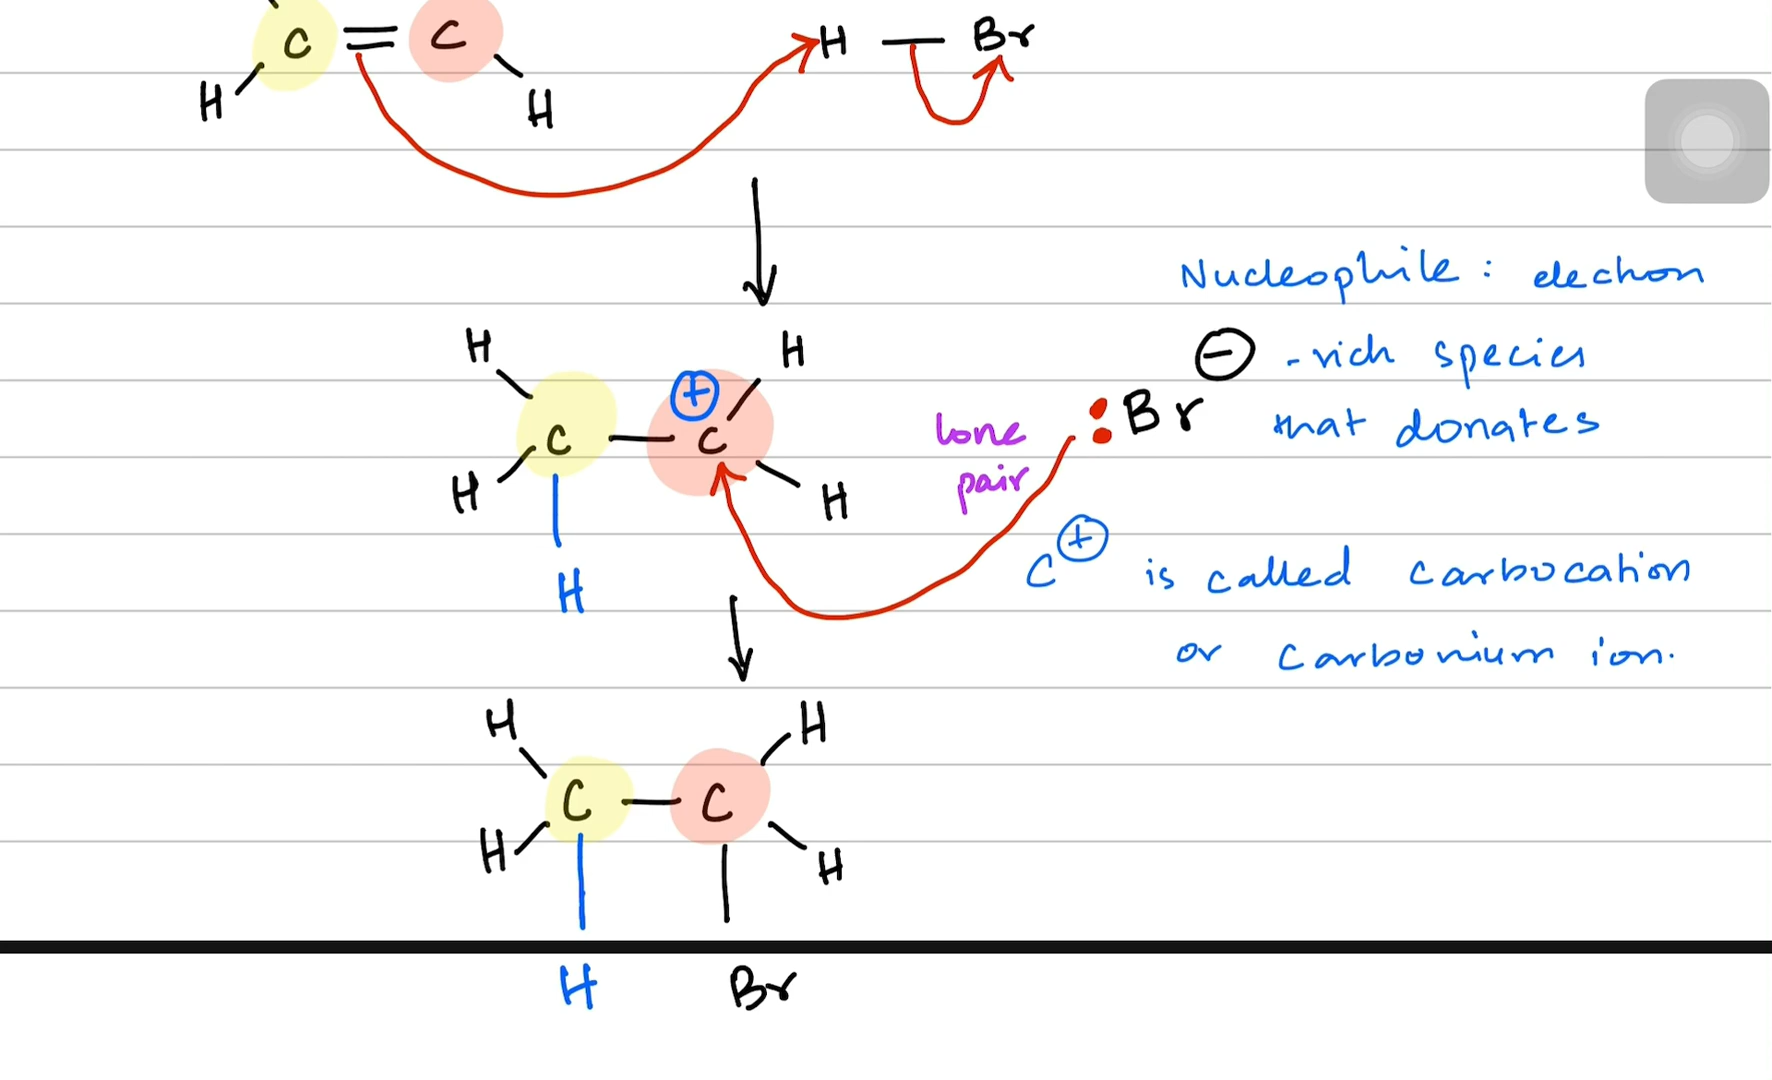 C = C H — Br
H H
Nucleophile : electron
H H
⊕ ⊖ -rich species
C — C lone :Br that donates
H H pair
C⊕ is called carbocation
H
or carbonium ion.
H H
C — C
H H
H Br